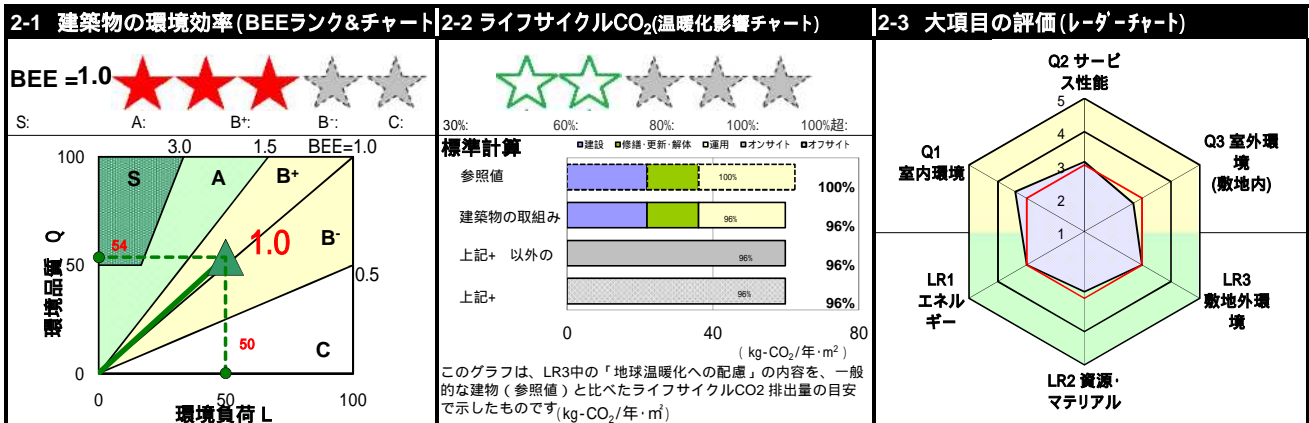 2-1 建築物の環境効率(BEEランク&チャート
BEE =1.0
S: A: B+: B-: C:
3.0 1.5 BEE=1.0
100
S A B+
54 1.0 B-
50
0.5
50 C
0
0 50 100
環境品質 Q
環境負荷 L
2-2 ライフサイクルCO2(温暖化影響チャート)
30%: 60%: 80%: 100%: 100%超:
標準計算 建設 修繕・更新・解体 運用 オンサイト オフサイト
参照値 100% 100%
建築物の取組み 96% 96%
上記+ 以外の 96% 96%
上記+ 96% 96%
0 40 80
( kg-CO2/年・m2 )
このグラフは、LR3中の「地球温暖化への配慮」の内容を、一般
的な建物(参照値)と比べたライフサイクルCO2 排出量の目安
で示したものです(kg-CO2/年・㎡)
2-3 大項目の評価(レーダーチャート)
Q2 サービ
ス性能
5
4
3
2
1
Q1
室内環境
Q3 室外環
境
(敷地内)
LR1
エネル
ギー
LR3
敷地外環
境
LR2 資源・
マテリアル